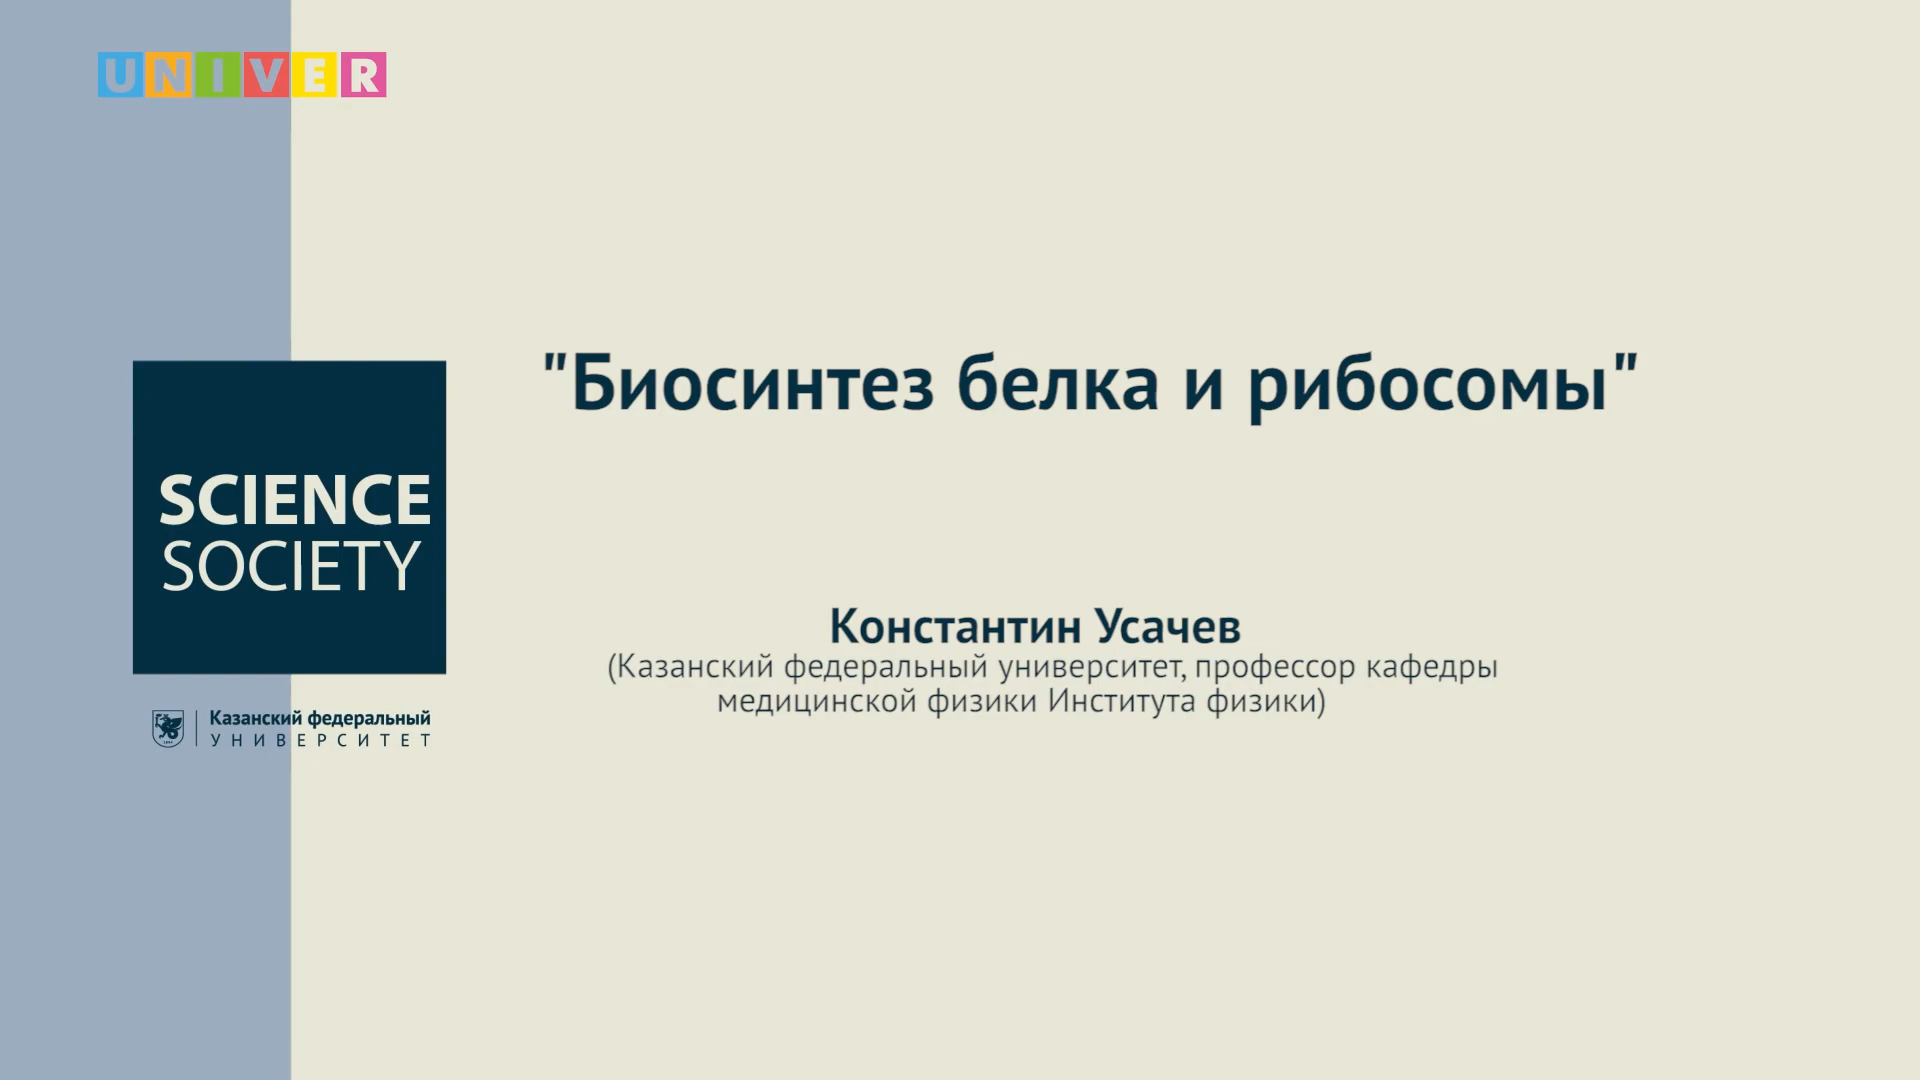 UNIVER
"Биосинтез белка и рибосомы"
SCIENCE
SOCIETY
Константин Усачев
(Казанский федеральный университет, профессор кафедры
медицинской физики Института физики)
Казанский федеральный
УНИВЕРСИТЕТ